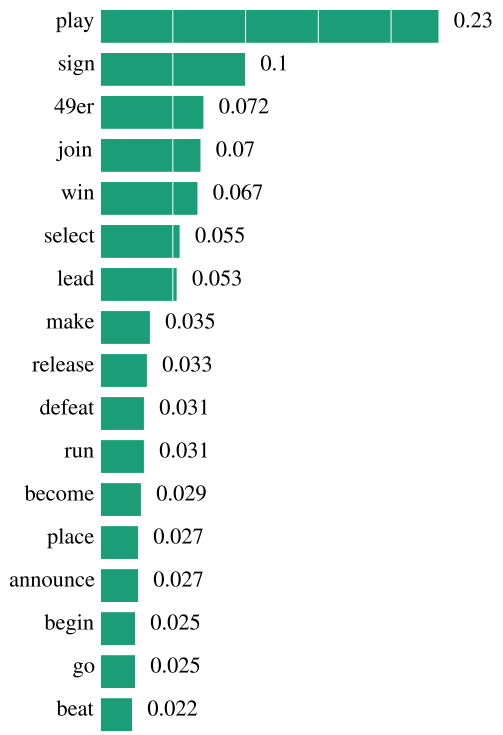 play 0.23
sign 0.1
49er 0.072
join 0.07
win 0.067
select 0.055
lead 0.053
make 0.035
release 0.033
defeat 0.031
run 0.031
become 0.029
place 0.027
announce 0.027
begin 0.025
go 0.025
beat 0.022